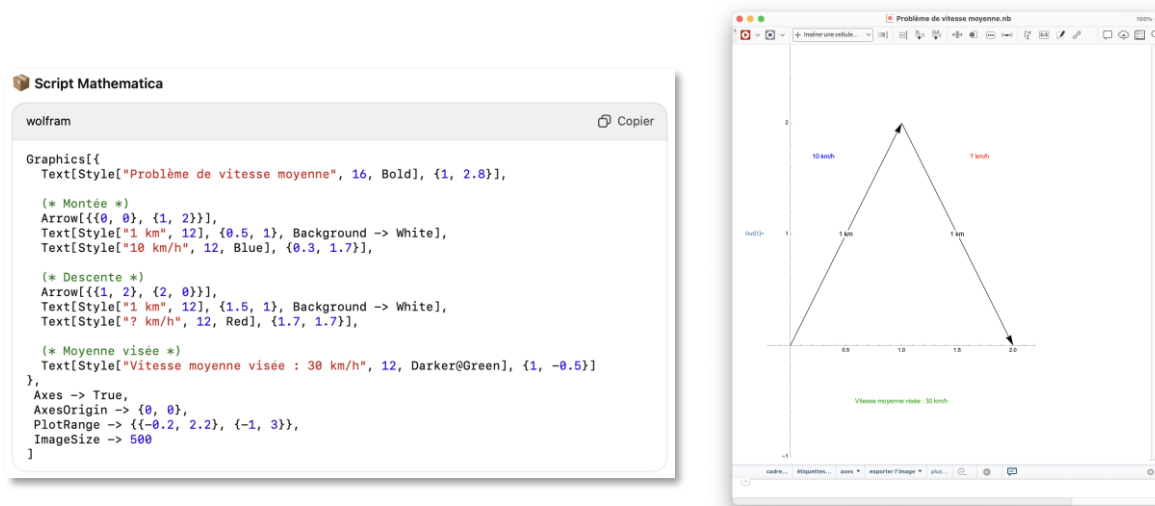 Script Mathematica
wolfram
Copier
Graphics[{
Text[Style["Problème de vitesse moyenne", 16, Bold], {1, 2.8}],
(* Montée *)
Arrow[{{0, 0}, {1, 2}}],
Text[Style["1 km", 12], {0.5, 1}, Background -> White],
Text[Style["10 km/h", 12, Blue], {0.3, 1.7}],
(* Descente *)
Arrow[{{1, 2}, {2, 0}}],
Text[Style["1 km", 12], {1.5, 1}, Background -> White],
Text[Style["? km/h", 12, Red], {1.7, 1.7}],
(* Moyenne visée *)
Text[Style["Vitesse moyenne visée : 30 km/h", 12, Darker@Green], {1, -0.5}]
},
Axes -> True,
AxesOrigin -> {0, 0},
PlotRange -> {{-0.2, 2.2}, {-1, 3}},
ImageSize -> 500
]
Problème de vitesse moyenne.nb
100%
Insérer une cellule...
2
10 km/h
? km/h
Out[1]=
1
1 km
1 km
0.5
1.0
1.5
2.0
Vitesse moyenne visée : 30 km/h
-1
cadre...
étiquettes...
axes
exporter l'image
plus...